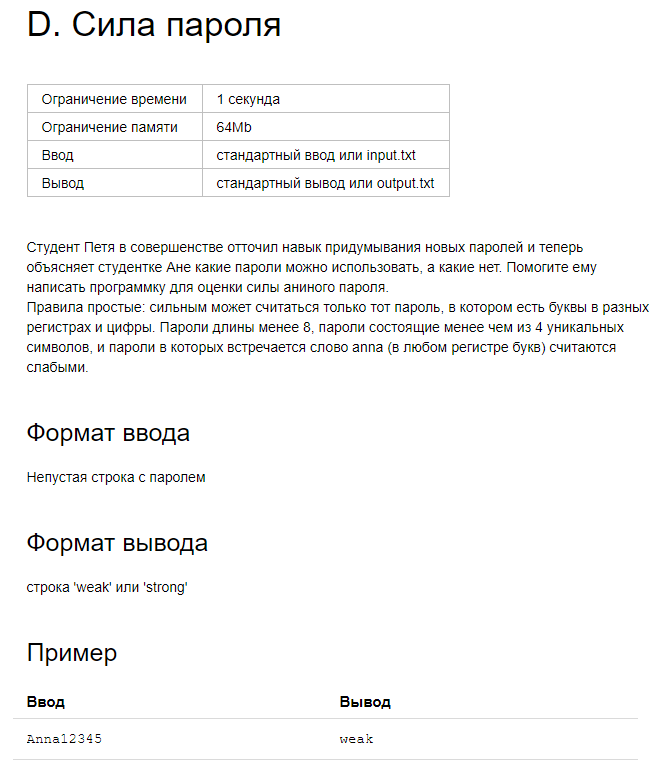 D. Сила пароля
Ограничение времени 1 секунда
Ограничение памяти 64Mb
Ввод стандартный ввод или input.txt
Вывод стандартный вывод или output.txt
Студент Петя в совершенстве отточил навык придумывания новых паролей и теперь
объясняет студентке Ане какие пароли можно использовать, а какие нет. Помогите ему
написать программку для оценки силы аниного пароля.
Правила простые: сильным может считаться только тот пароль, в котором есть буквы в разных
регистрах и цифры. Пароли длины менее 8, пароли состоящие менее чем из 4 уникальных
символов, и пароли в которых встречается слово anna (в любом регистре букв) считаются
слабыми.
Формат ввода
Непустая строка с паролем
Формат вывода
строка 'weak' или 'strong'
Пример
Ввод Вывод
Anna12345 weak